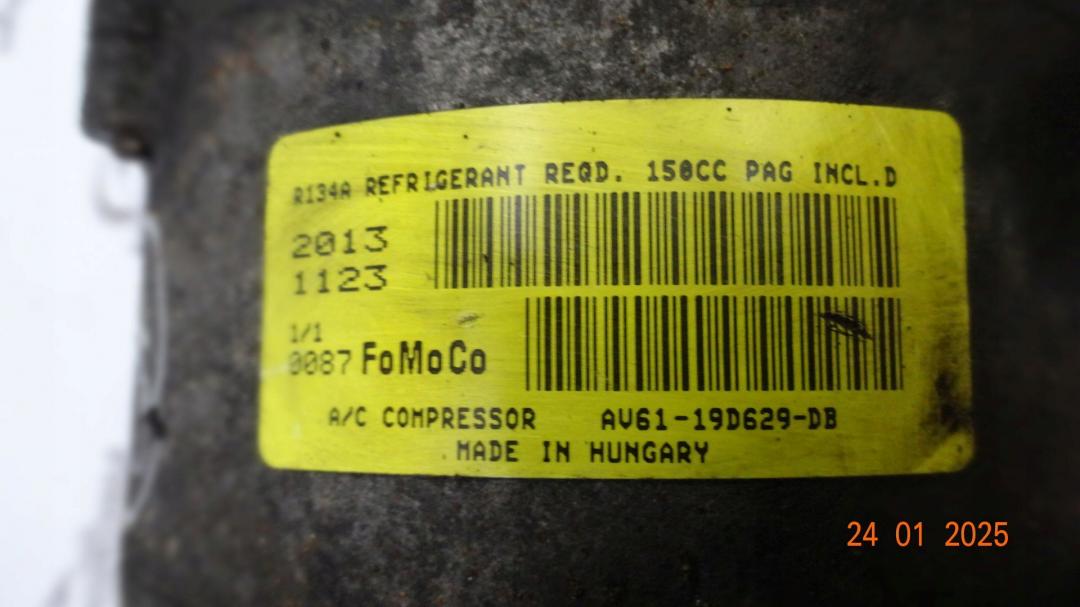 R134A REFRIGERANT REQD. 150CC PAG INCL.D
2013
1123
1/1
0087 FoMoCo
A/C COMPRESSOR AV61-19D629-DB
MADE IN HUNGARY
24 01 2025